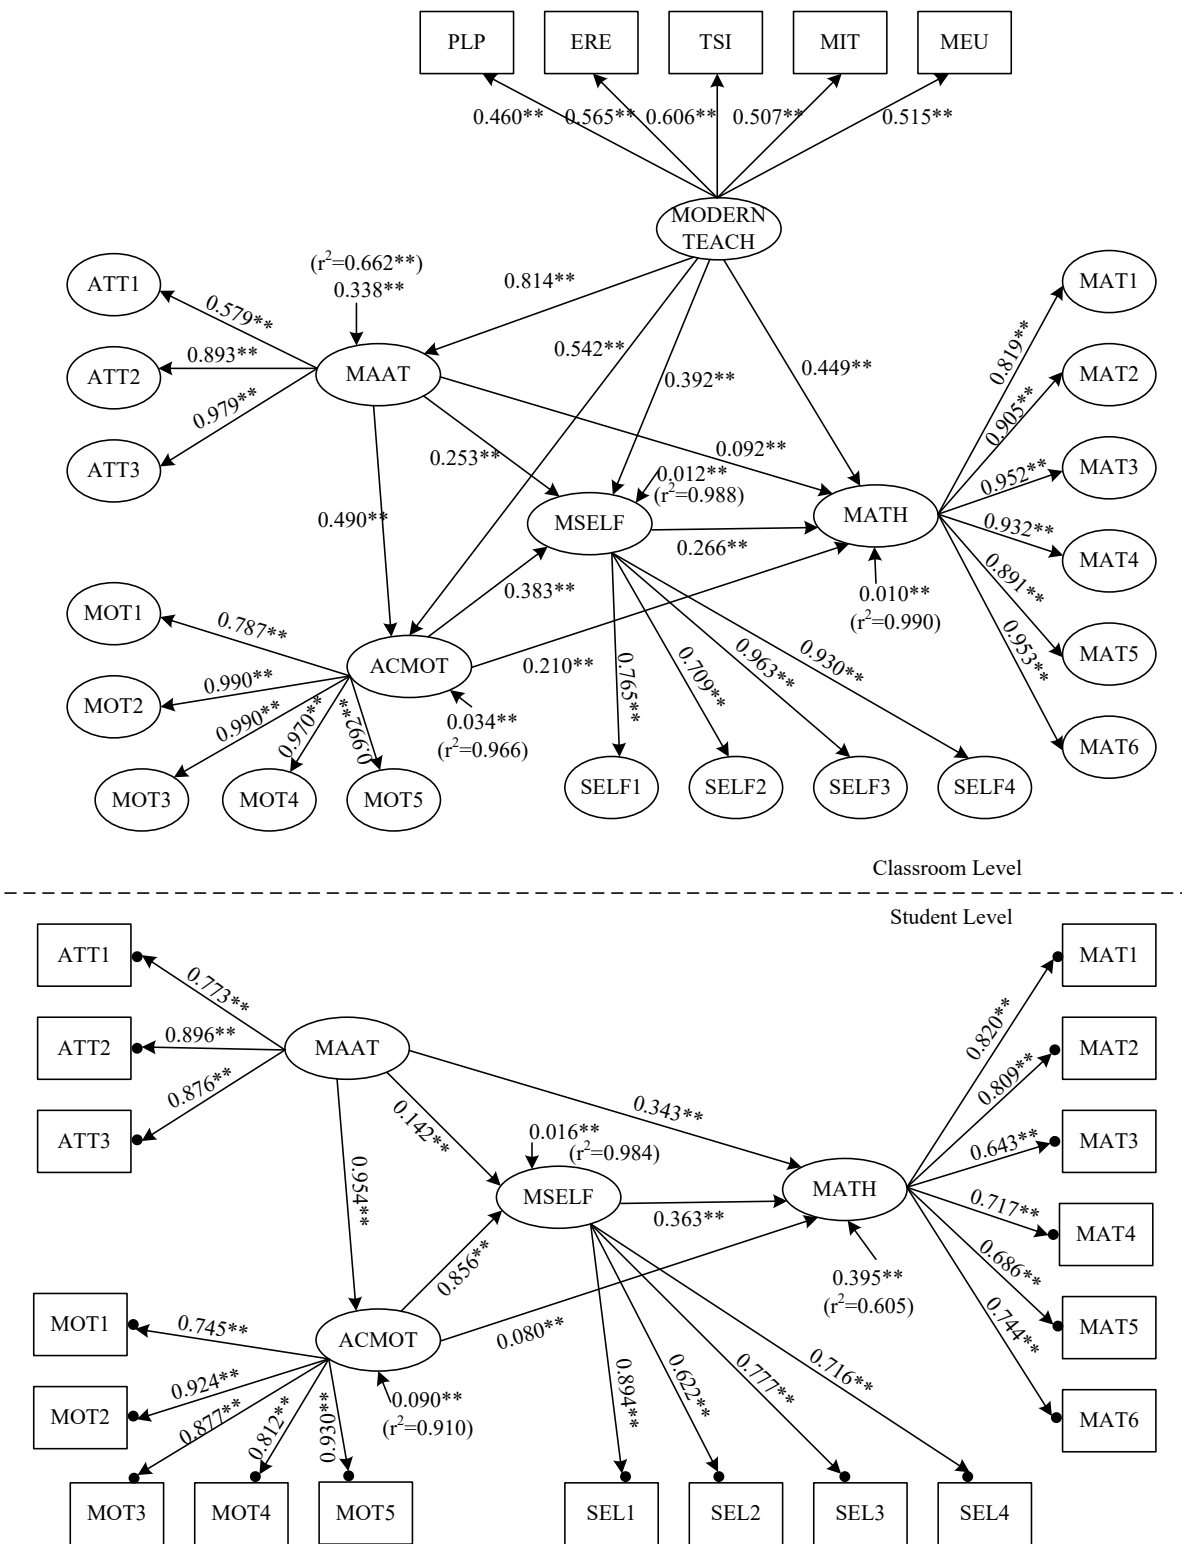 PLP ERE TSI MIT MEU
0.460** 0.565** 0.606** 0.507** 0.515**
MODERN
TEACH
(r²=0.662**)
0.338**
0.814**
ATT1
0.579**
ATT2
0.893**
ATT3
0.979**
MAAT
0.542**
0.392**
0.449**
0.092**
0.253**
0.490**
0.012**
(r²=0.988)
MSELF
0.266**
0.383**
MATH
0.010**
(r²=0.990)
MAT1
0.819**
MAT2
0.905**
MAT3
0.952**
MAT4
0.932**
MAT5
0.891**
MAT6
0.953**
MOT1
0.787**
MOT2
0.990**
ACMOT
0.210**
0.034**
(r²=0.966)
0.990**
0.970**
0.992**
MOT3 MOT4 MOT5
0.765** 0.709** 0.963** 0.930**
SELF1 SELF2 SELF3 SELF4
Classroom Level
Student Level
ATT1
0.773**
ATT2
0.896**
ATT3
0.876**
MAAT
0.343**
0.142**
0.954**
0.016**
(r²=0.984)
MSELF
0.363**
0.856**
MATH
0.395**
(r²=0.605)
MAT1
0.820**
MAT2
0.809**
MAT3
0.643**
MAT4
0.717**
MAT5
0.686**
MAT6
0.744**
MOT1
0.745**
MOT2
0.924**
ACMOT
0.080**
0.090**
(r²=0.910)
0.877**
0.812**
0.930**
MOT3 MOT4 MOT5
0.894** 0.622** 0.777** 0.716**
SEL1 SEL2 SEL3 SEL4